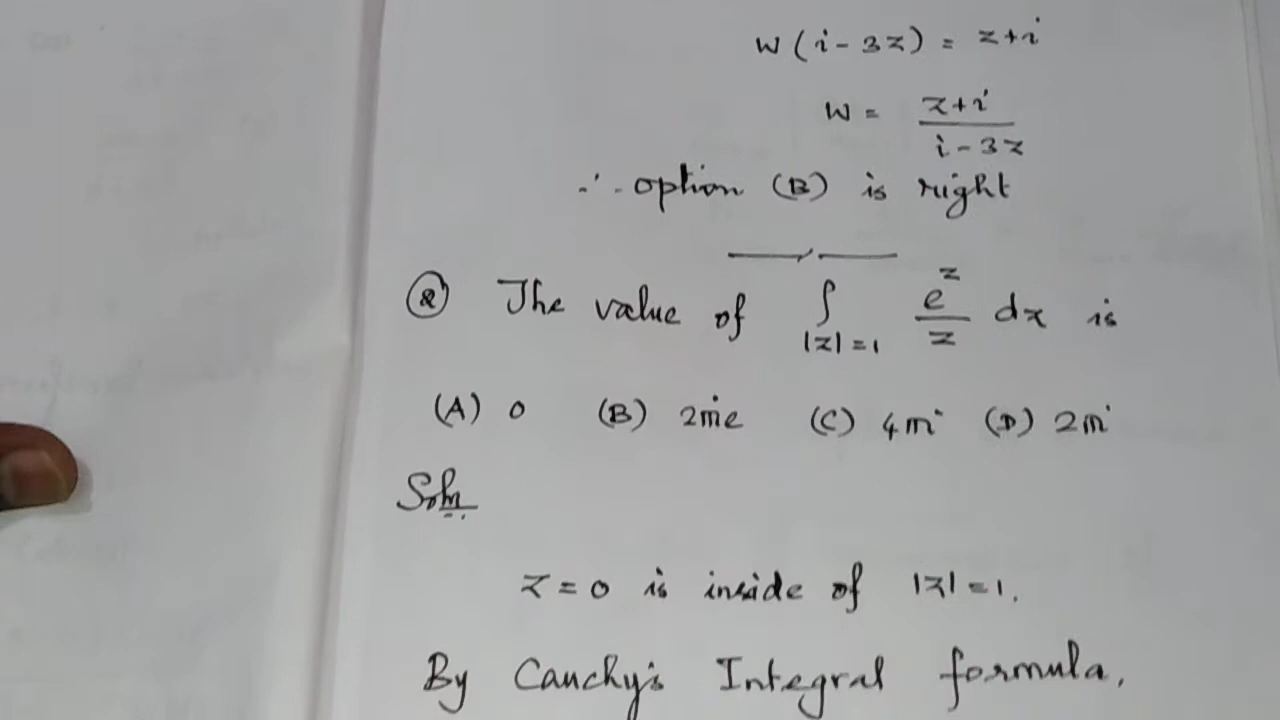 W(i-3z) = z+i
W = z+i / i-3z
∴ option (B) is right
② The value of ∫|z|=1 e^z/z dz is
(A) 0 (B) 2πie (C) 4πi (D) 2πi
Soln.
z=0 is inside of |z|=1.
By Cauchy's Integral formula,